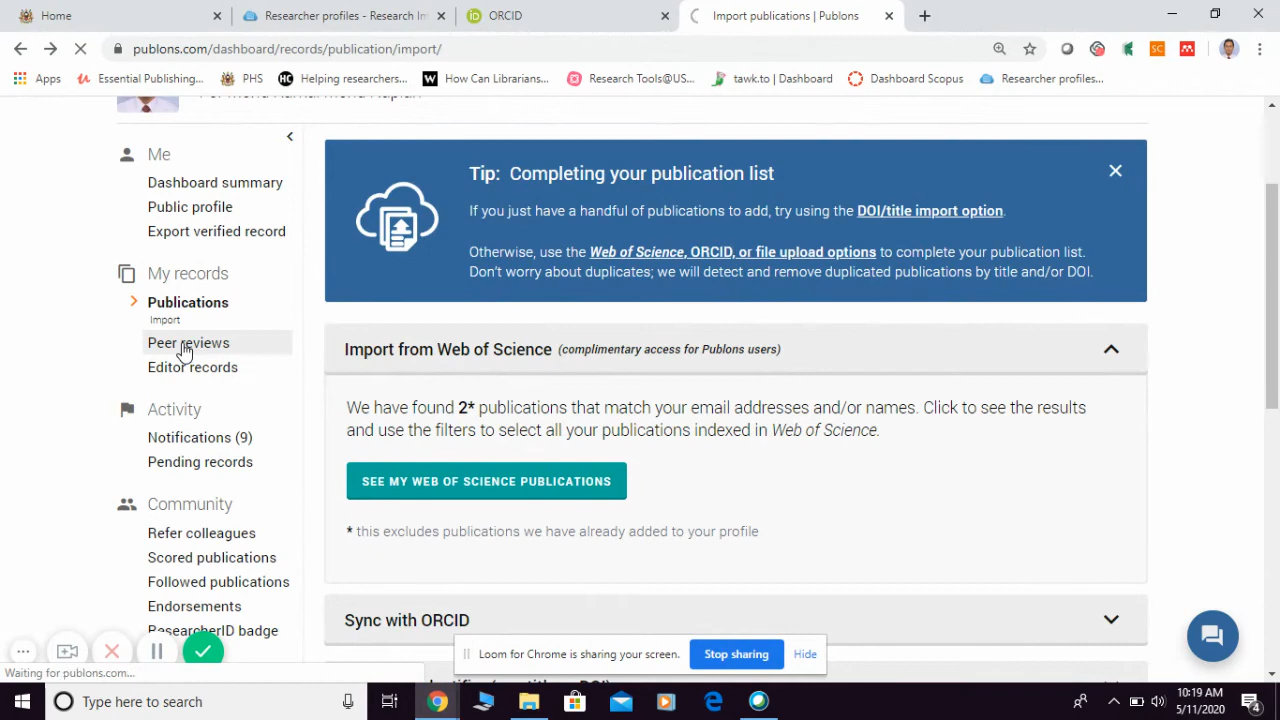 Home
Researcher profiles - Research Im
ORCID
Import publications | Publons
publons.com/dashboard/records/publication/import/
Apps
Essential Publishing...
PHS
Helping researchers...
How Can Librarians...
Research Tools@US...
tawk.to | Dashboard
Dashboard Scopus
Researcher profiles...
Me
Dashboard summary
Public profile
Export verified record
My records
Publications
Import
Peer reviews
Editor records
Activity
Notifications (9)
Pending records
Community
Refer colleagues
Scored publications
Followed publications
Endorsements
ResearcherID badge
Tip: Completing your publication list
If you just have a handful of publications to add, try using the DOI/title import option.
Otherwise, use the Web of Science, ORCID, or file upload options to complete your publication list.
Don't worry about duplicates; we will detect and remove duplicated publications by title and/or DOI.
Import from Web of Science (complimentary access for Publons users)
We have found 2* publications that match your email addresses and/or names. Click to see the results
and use the filters to select all your publications indexed in Web of Science.
SEE MY WEB OF SCIENCE PUBLICATIONS
* this excludes publications we have already added to your profile
Sync with ORCID
Loom for Chrome is sharing your screen. Stop sharing Hide
Waiting for publons.com...
Type here to search
10:19 AM
5/11/2020
4